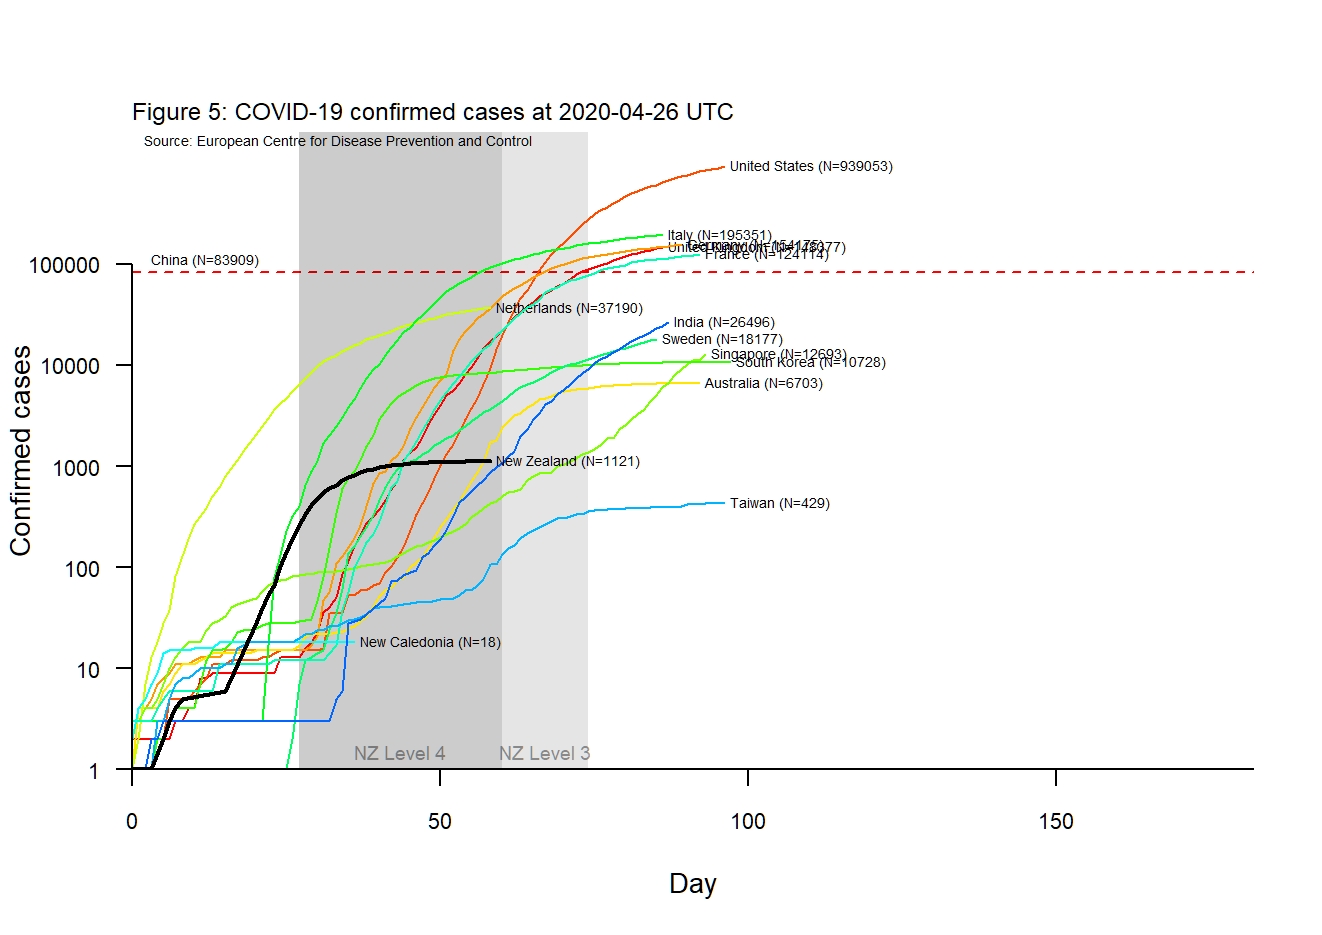 Figure 5: COVID-19 confirmed cases at 2020-04-26 UTC
Source: European Centre for Disease Prevention and Control
United States (N=939053)
Italy (N=195351)
Germany
United Kingdom
France (N=124114)
China (N=83909)
Netherlands (N=37190)
India (N=26496)
Sweden (N=18177)
Singapore (N=12693)
South Korea (N=10728)
Australia (N=6703)
New Zealand (N=1121)
Taiwan (N=429)
New Caledonia (N=18)
NZ Level 4
NZ Level 3
Confirmed cases
100000
10000
1000
100
10
1
0
50
100
150
Day